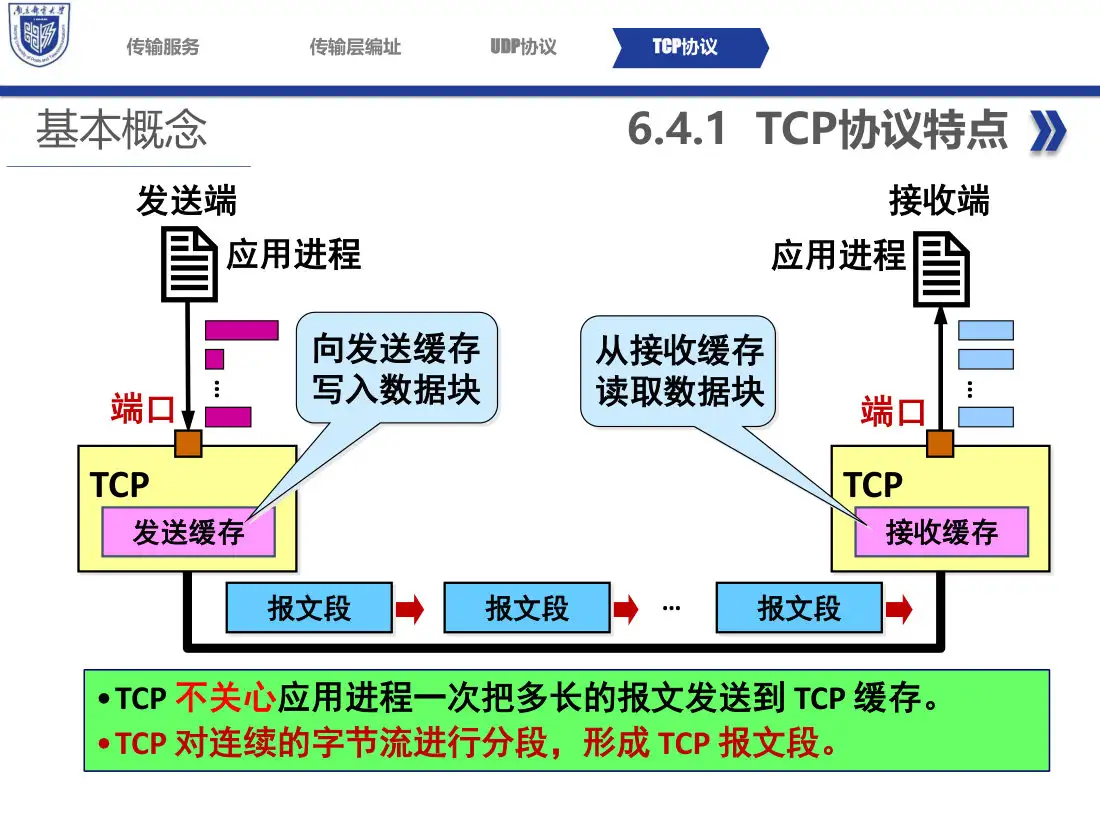 南京邮电大学
传输服务
传输层编址
UDP协议
TCP协议
基本概念
6.4.1 TCP协议特点
发送端
接收端
应用进程
应用进程
向发送缓存
写入数据块
从接收缓存
读取数据块
端口
端口
TCP
TCP
发送缓存
接收缓存
报文段
报文段
…
报文段
•TCP 不关心应用进程一次把多长的报文发送到 TCP 缓存。
•TCP 对连续的字节流进行分段，形成 TCP 报文段。